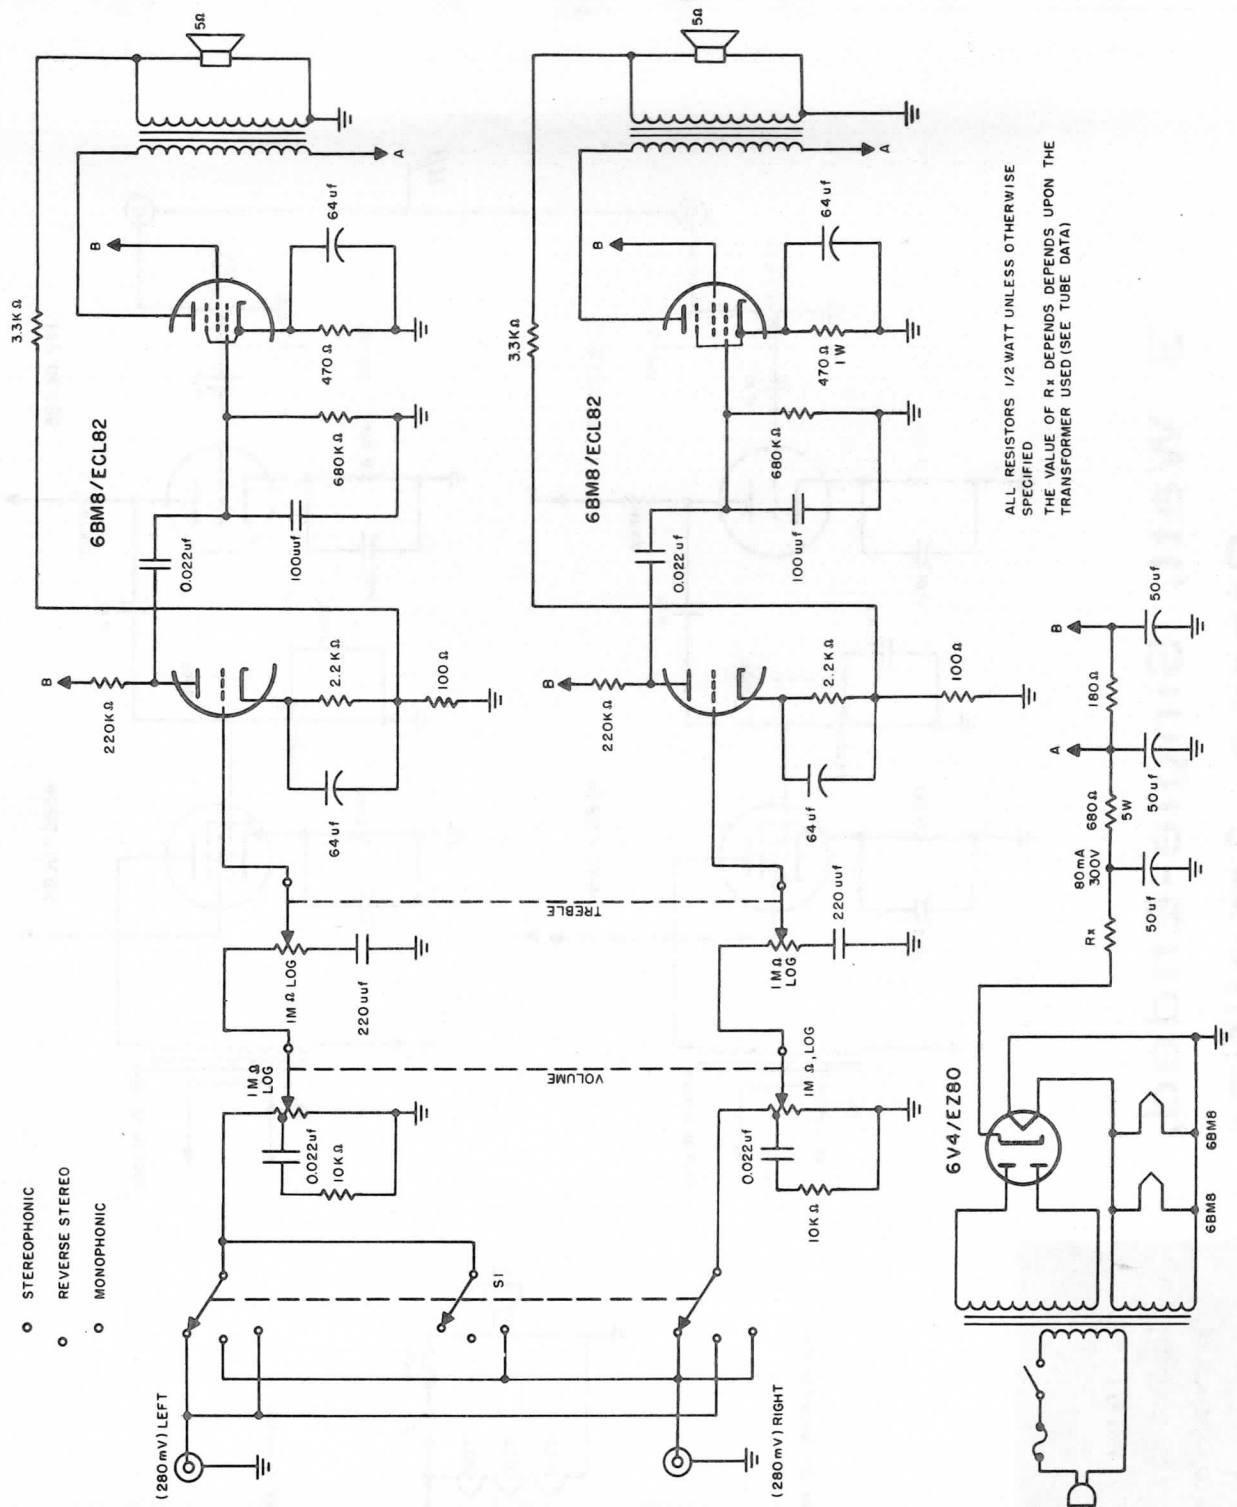 STEREOPHONIC
REVERSE STEREO
MONOPHONIC
(280mV) LEFT
(280mV) RIGHT
S1
0.022uf
10KΩ
1MΩ
LOG
VOLUME
0.022uf
10KΩ
1MΩ, LOG
1MΩ LOG
220uuf
TREBLE
1MΩ
LOG
220uuf
B
220KΩ
64uf
2.2KΩ
100Ω
3.3KΩ
6BM8/ECL82
0.022uf
100uuf
680KΩ
470Ω
64uf
B
A
5Ω
B
220KΩ
64uf
2.2KΩ
100Ω
3.3KΩ
6BM8/ECL82
0.022uf
100uuf
680KΩ
470Ω
1W
64uf
B
A
5Ω
6V4/EZ80
6BM8
6BM8
Rx
80mA
300V
50uf
680Ω
5W
A
50uf
180Ω
B
50uf
ALL RESISTORS 1/2 WATT UNLESS OTHERWISE
SPECIFIED
THE VALUE OF Rx DEPENDS DEPENDS UPON THE
TRANSFORMER USED (SEE TUBE DATA)